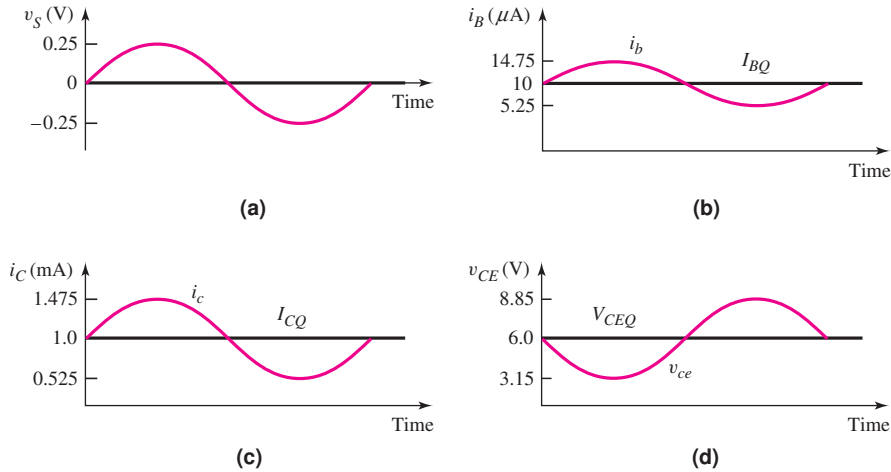 v_S (V)
0.25
0
−0.25
Time
(a)
i_B (μA)
14.75
10
5.25
i_b
I_BQ
Time
(b)
i_C (mA)
1.475
1.0
0.525
i_c
I_CQ
Time
(c)
v_CE (V)
8.85
6.0
3.15
V_CEQ
v_ce
Time
(d)